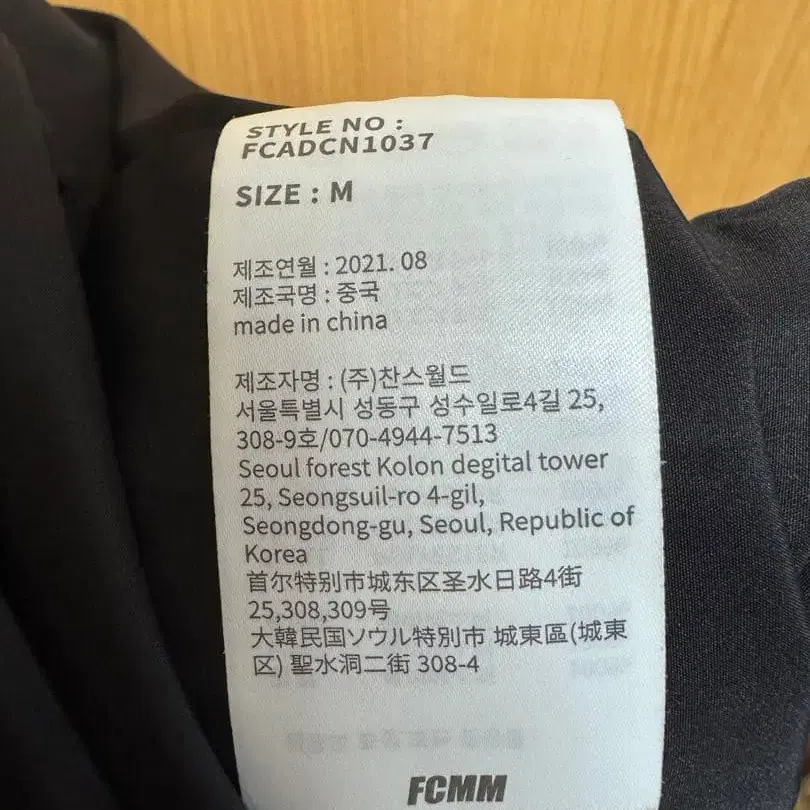 STYLE NO :
FCADCN1037
SIZE : M
제조연월 : 2021. 08
제조국명 : 중국
made in china
제조자명 : (주)찬스월드
서울특별시 성동구 성수일로4길 25,
308-9호/070-4944-7513
Seoul forest Kolon degital tower
25, Seongsuil-ro 4-gil,
Seongdong-gu, Seoul, Republic of
Korea
首尔特别市城东区圣水日路4街
25,308,309号
大韓民国ソウル特別市 城東區(城東
区) 聖水洞二街 308-4
FCMM